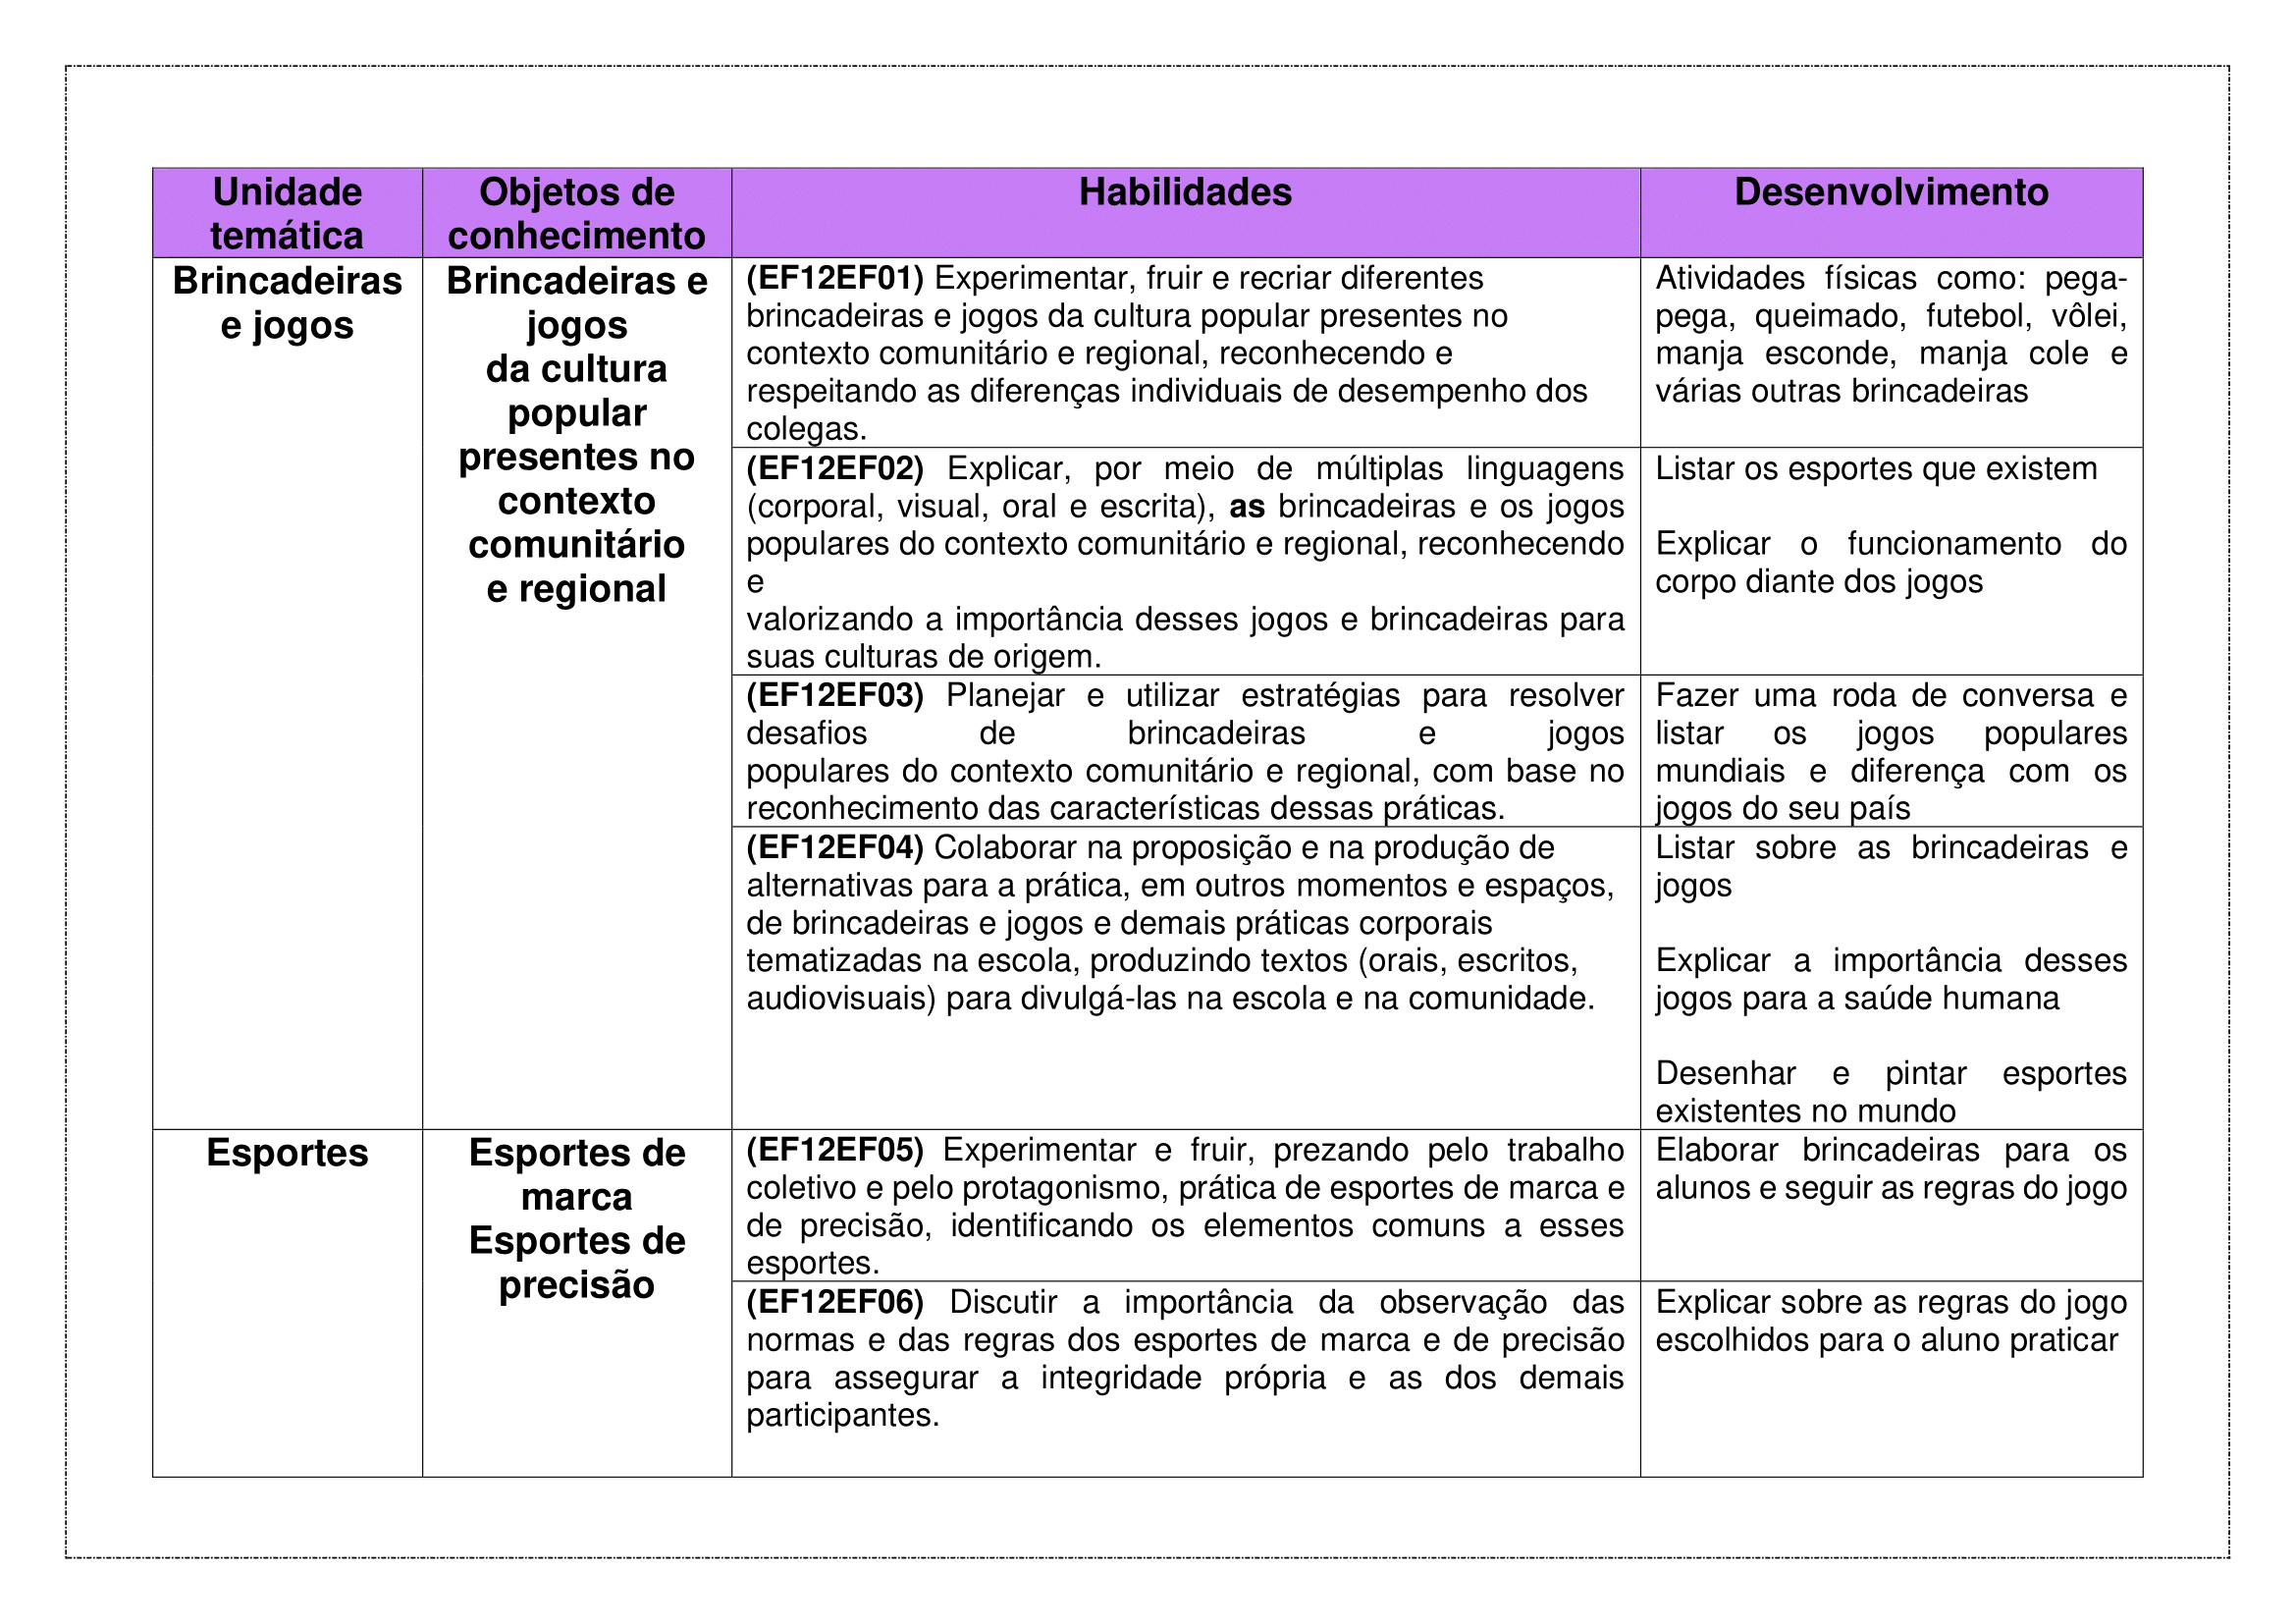 Unidade
temática
Objetos de
conhecimento
Habilidades
Desenvolvimento
Brincadeiras
e jogos
Brincadeiras e
jogos
da cultura
popular
presentes no
contexto
comunitário
e regional
(EF12EF01) Experimentar, fruir e recriar diferentes
brincadeiras e jogos da cultura popular presentes no
contexto comunitário e regional, reconhecendo e
respeitando as diferenças individuais de desempenho dos
colegas.
Atividades físicas como: pega-
pega, queimado, futebol, vôlei,
manja esconde, manja cole e
várias outras brincadeiras
(EF12EF02) Explicar, por meio de múltiplas linguagens
(corporal, visual, oral e escrita), as brincadeiras e os jogos
populares do contexto comunitário e regional, reconhecendo
e
valorizando a importância desses jogos e brincadeiras para
suas culturas de origem.
Listar os esportes que existem
Explicar o funcionamento do
corpo diante dos jogos
(EF12EF03) Planejar e utilizar estratégias para resolver
desafios de brincadeiras e jogos
populares do contexto comunitário e regional, com base no
reconhecimento das características dessas práticas.
Fazer uma roda de conversa e
listar os jogos populares
mundiais e diferença com os
jogos do seu país
(EF12EF04) Colaborar na proposição e na produção de
alternativas para a prática, em outros momentos e espaços,
de brincadeiras e jogos e demais práticas corporais
tematizadas na escola, produzindo textos (orais, escritos,
audiovisuais) para divulgá-las na escola e na comunidade.
Listar sobre as brincadeiras e
jogos
Explicar a importância desses
jogos para a saúde humana
Desenhar e pintar esportes
existentes no mundo
Esportes
Esportes de
marca
Esportes de
precisão
(EF12EF05) Experimentar e fruir, prezando pelo trabalho
coletivo e pelo protagonismo, prática de esportes de marca e
de precisão, identificando os elementos comuns a esses
esportes.
Elaborar brincadeiras para os
alunos e seguir as regras do jogo
(EF12EF06) Discutir a importância da observação das
normas e das regras dos esportes de marca e de precisão
para assegurar a integridade própria e as dos demais
participantes.
Explicar sobre as regras do jogo
escolhidos para o aluno praticar